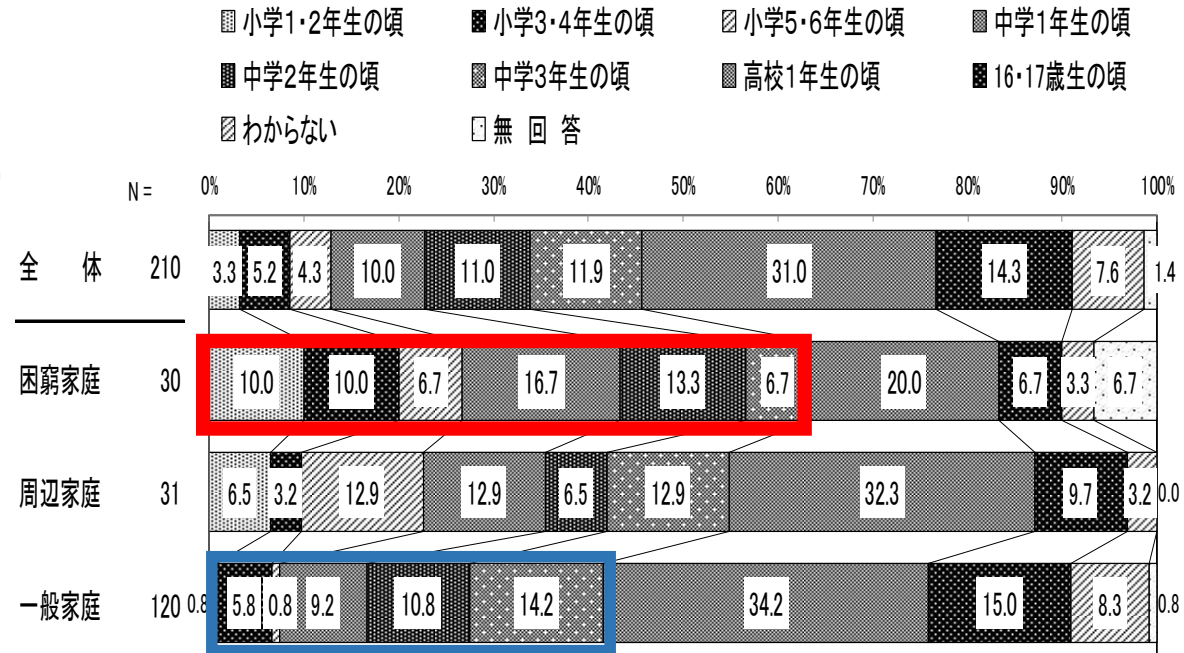 小学1・2年生の頃 小学3・4年生の頃 小学5・6年生の頃 中学1年生の頃
中学2年生の頃 中学3年生の頃 高校1年生の頃 16・17歳生の頃
わからない 無 回 答
N = 0% 10% 20% 30% 40% 50% 60% 70% 80% 90% 100%
全 体 210 3.3 5.2 4.3 10.0 11.0 11.9 31.0 14.3 7.6 1.4
困窮家庭 30 10.0 10.0 6.7 16.7 13.3 6.7 20.0 6.7 3.3 6.7
周辺家庭 31 6.5 3.2 12.9 12.9 6.5 12.9 32.3 9.7 3.2 0.0
一般家庭 120 0.8 5.8 0.8 9.2 10.8 14.2 34.2 15.0 8.3 0.8